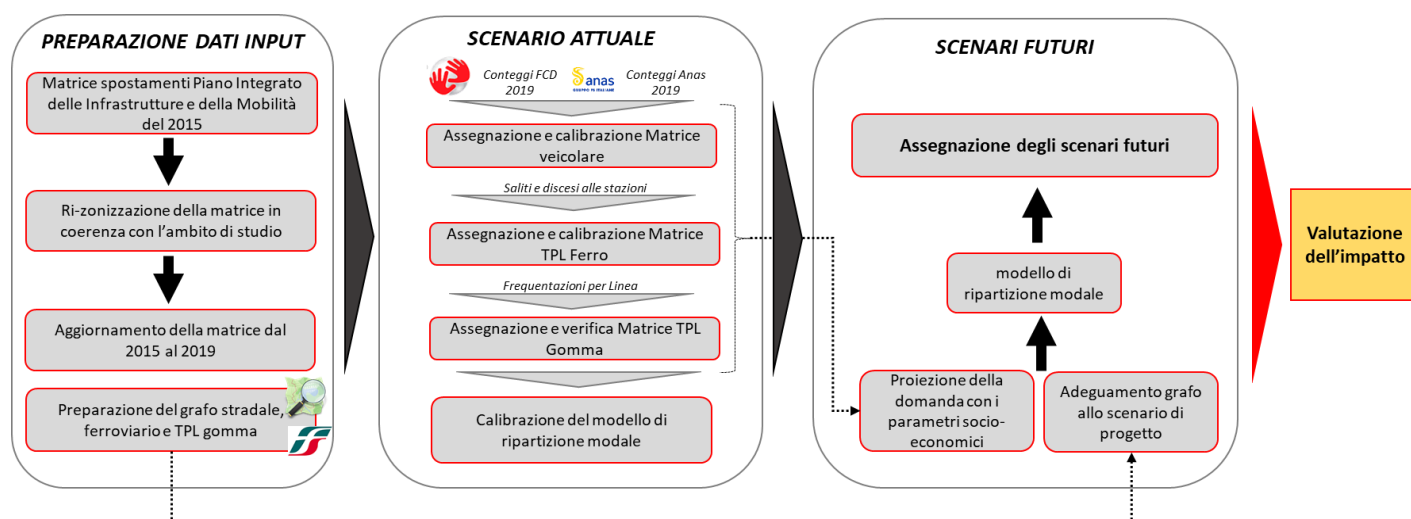 PREPARAZIONE DATI INPUT
Matrice spostamenti Piano Integrato
delle Infrastrutture e della Mobilità
del 2015
Ri-zonizzazione della matrice in
coerenza con l’ambito di studio
Aggiornamento della matrice dal
2015 al 2019
Preparazione del grafo stradale,
ferroviario e TPL gomma
SCENARIO ATTUALE
Conteggi FCD
2019
anas
Conteggi Anas
2019
Assegnazione e calibrazione Matrice
veicolare
Saliti e discesi alle stazioni
Assegnazione e calibrazione Matrice
TPL Ferro
Frequentazioni per Linea
Assegnazione e verifica Matrice TPL
Gomma
Calibrazione del modello di
ripartizione modale
SCENARI FUTURI
Assegnazione degli scenari futuri
modello di
ripartizione modale
Proiezione della
domanda con i
parametri socio-
economici
Adeguamento grafo
allo scenario di
progetto
Valutazione
dell’impatto